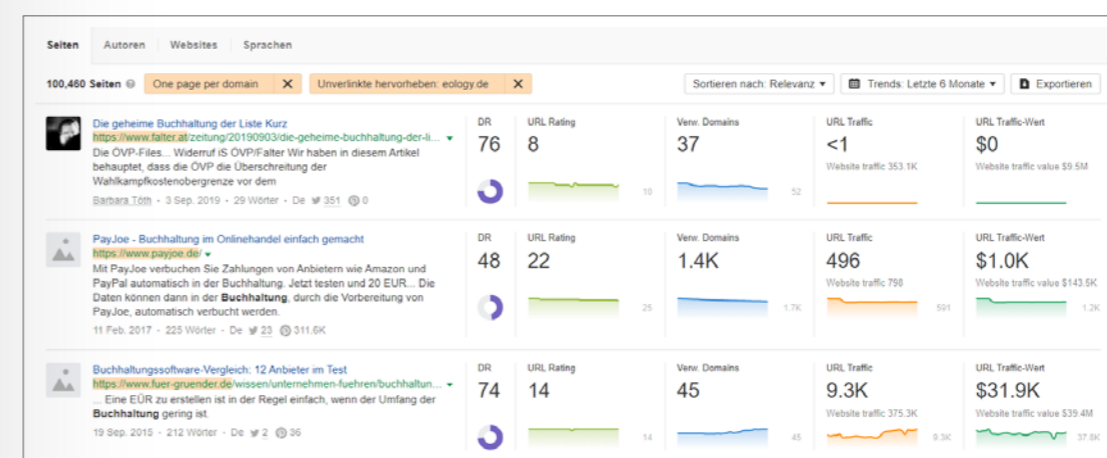 Seiten Autoren Websites Sprachen
100,460 Seiten One page per domain X Unverlinkte hervorheben: eology.de X Sortieren nach: Relevanz Trends: Letzte 6 Monate Exportieren
Die geheime Buchhaltung der Liste Kurz
https://www.falter.at/zeitung/20190903/die-geheime-buchhaltung-der-li...
Die ÖVP-Files... Widerruf iS ÖVP/Falter Wir haben in diesem Artikel
behauptet, dass die ÖVP die Überschreitung der
Wahlkampfkostenobergrenze vor dem
Barbara Tóth - 3 Sep. 2019 - 29 Wörter - De 351 0
DR URL Rating Verw. Domains URL Traffic URL Traffic-Wert
76 8 37 <1 $0
Website traffic 353.1K Website traffic value $9.5M
10 52
PayJoe - Buchhaltung im Onlinehandel einfach gemacht
https://www.payjoe.de/
Mit PayJoe verbuchen Sie Zahlungen von Anbietern wie Amazon und
PayPal automatisch in der Buchhaltung. Jetzt testen und 20 EUR... Die
Daten können dann in der Buchhaltung, durch die Vorbereitung von
PayJoe, automatisch verbucht werden.
11 Feb. 2017 - 225 Wörter - De 23 311.6K
DR URL Rating Verw. Domains URL Traffic URL Traffic-Wert
48 22 1.4K 496 $1.0K
Website traffic 798 Website traffic value $143.5K
25 1.7K 591 1.2K
Buchhaltungssoftware-Vergleich: 12 Anbieter im Test
https://www.fuer-gruender.de/wissen/unternehmen-fuehren/buchhaltun...
... Eine EÜR zu erstellen ist in der Regel einfach, wenn der Umfang der
Buchhaltung gering ist.
19 Sep. 2015 - 212 Wörter - De 2 36
DR URL Rating Verw. Domains URL Traffic URL Traffic-Wert
74 14 45 9.3K $31.9K
Website traffic 375.3K Website traffic value $39.4M
14 45 9.3K 37.8K